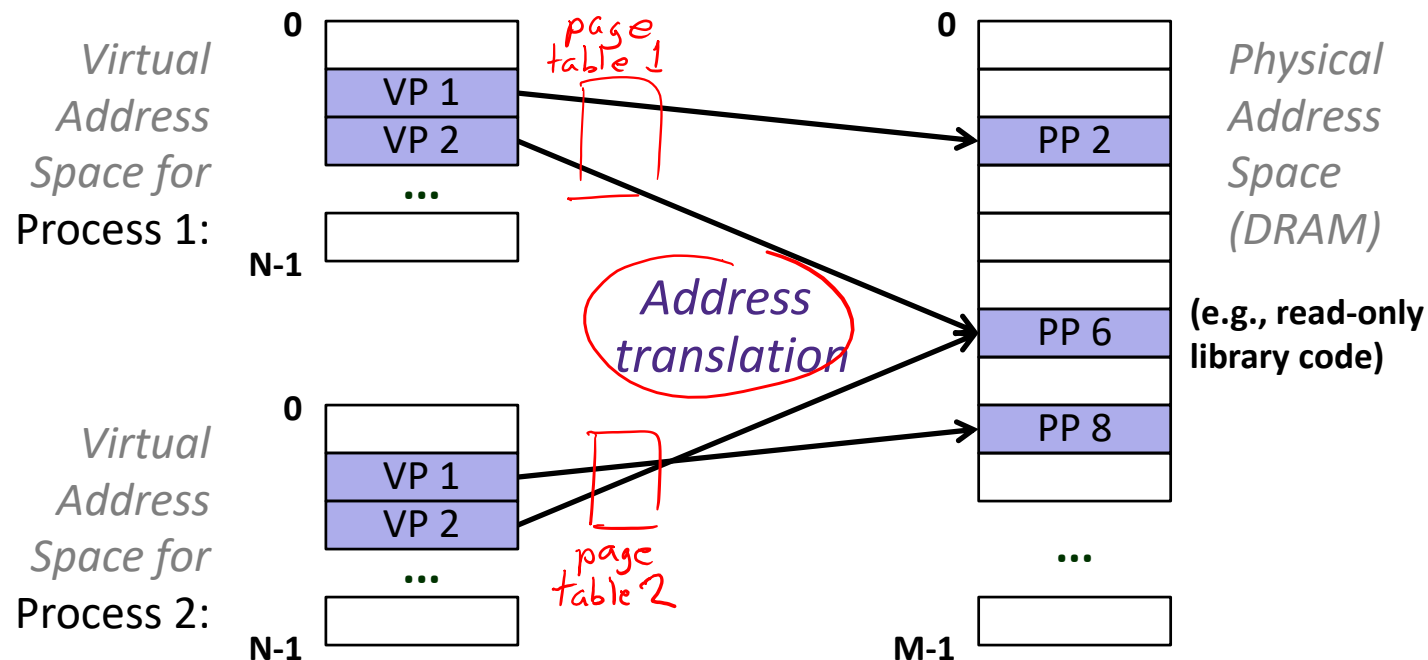 0
Virtual
Address
Space for
Process 1:
VP 1
VP 2
...
N-1
page
table 1
0
Physical
Address
Space
(DRAM)
PP 2
PP 6
(e.g., read-only
library code)
PP 8
...
M-1
Address
translation
0
Virtual
Address
Space for
Process 2:
VP 1
VP 2
...
N-1
page
table 2